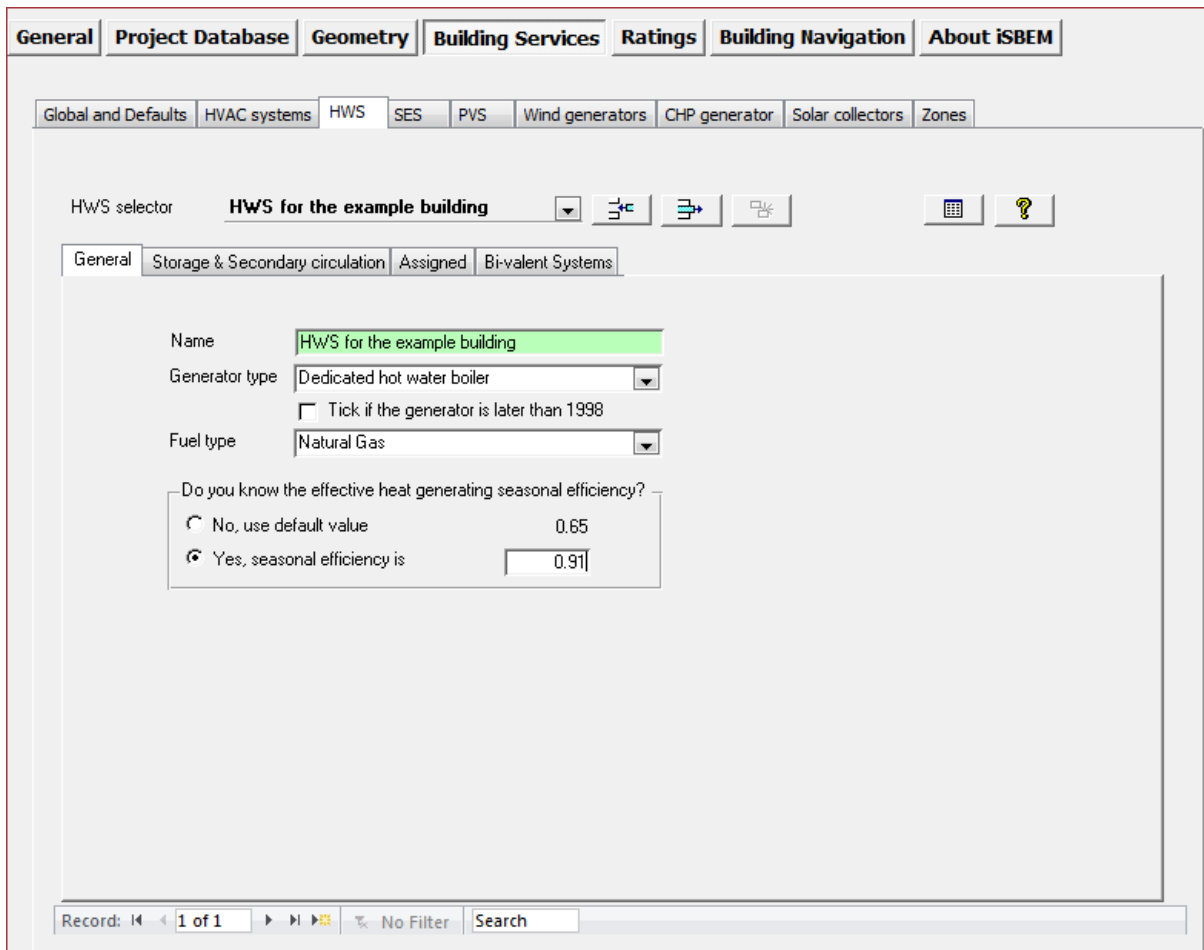 General Project Database Geometry Building Services Ratings Building Navigation About iSBEM
Global and Defaults HVAC systems HWS SES PVS Wind generators CHP generator Solar collectors Zones
HWS selector HWS for the example building
General Storage & Secondary circulation Assigned Bi-valent Systems
Name HWS for the example building
Generator type Dedicated hot water boiler
Tick if the generator is later than 1998
Fuel type Natural Gas
Do you know the effective heat generating seasonal efficiency?
No, use default value 0.65
Yes, seasonal efficiency is 0.91
Record: 1 of 1 No Filter Search